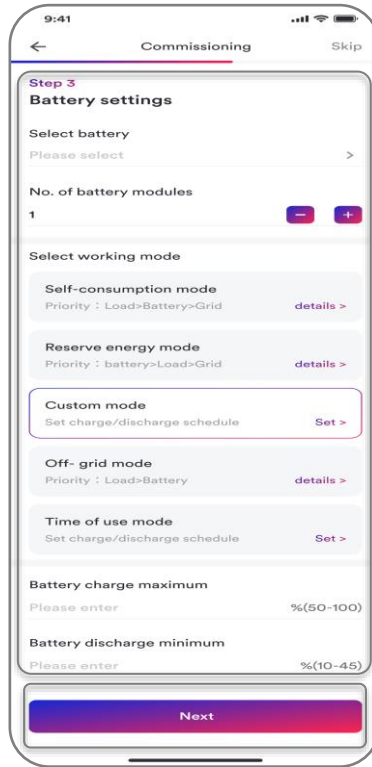 9:41
Commissioning Skip
Step 3
Battery settings
Select battery
Please select >
No. of battery modules
1 − +
Select working mode
Self-consumption mode
Priority：Load>Battery>Grid details >
Reserve energy mode
Priority：battery>Load>Grid details >
Custom mode
Set charge/discharge schedule Set >
Off- grid mode
Priority：Load>Battery details >
Time of use mode
Set charge/discharge schedule Set >
Battery charge maximum
Please enter %(50-100)
Battery discharge minimum
Please enter %(10-45)
Next